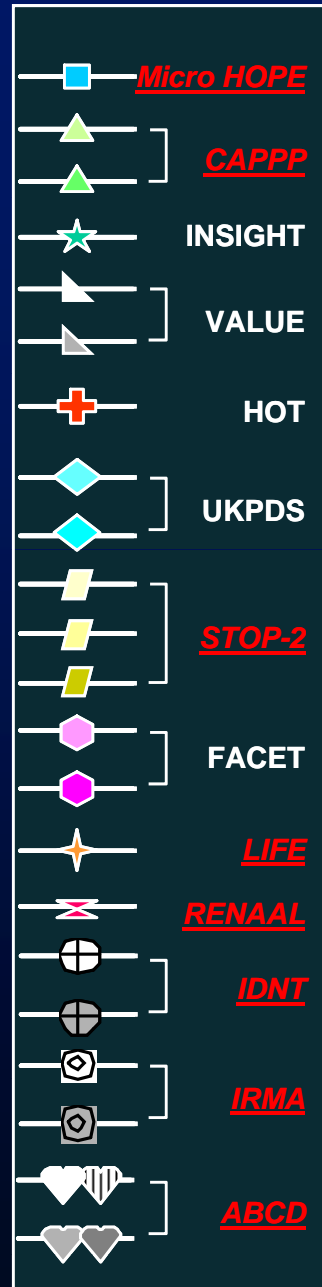 Micro HOPE
CAPPP
INSIGHT
VALUE
HOT
UKPDS
STOP-2
FACET
LIFE
RENAAL
IDNT
IRMA
ABCD